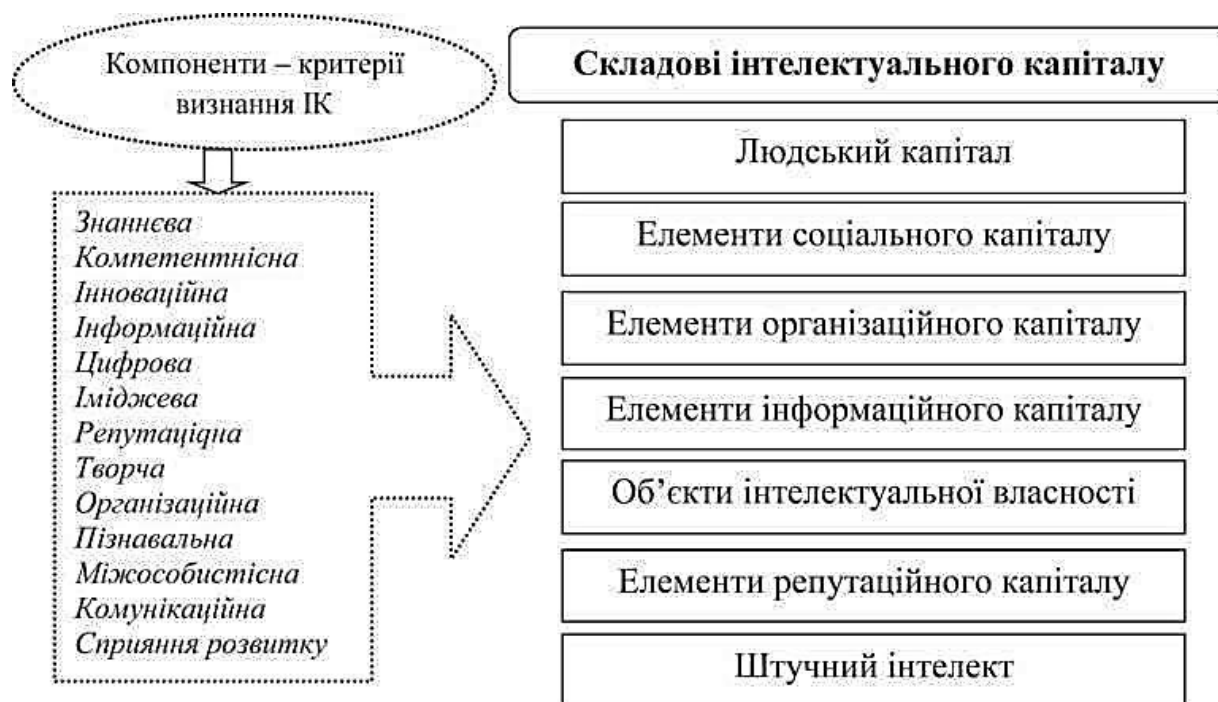 Компоненти – критерії
визнання ІК
Знаннєва
Компетентнісна
Інноваційна
Інформаційна
Цифрова
Іміджева
Репутаціqна
Творча
Організаційна
Пізнавальна
Міжособистісна
Комунікаційна
Сприяння розвитку
Складові інтелектуального капіталу
Людський капітал
Елементи соціального капіталу
Елементи організаційного капіталу
Елементи інформаційного капіталу
Об’єкти інтелектуальної власності
Елементи репутаційного капіталу
Штучний інтелект